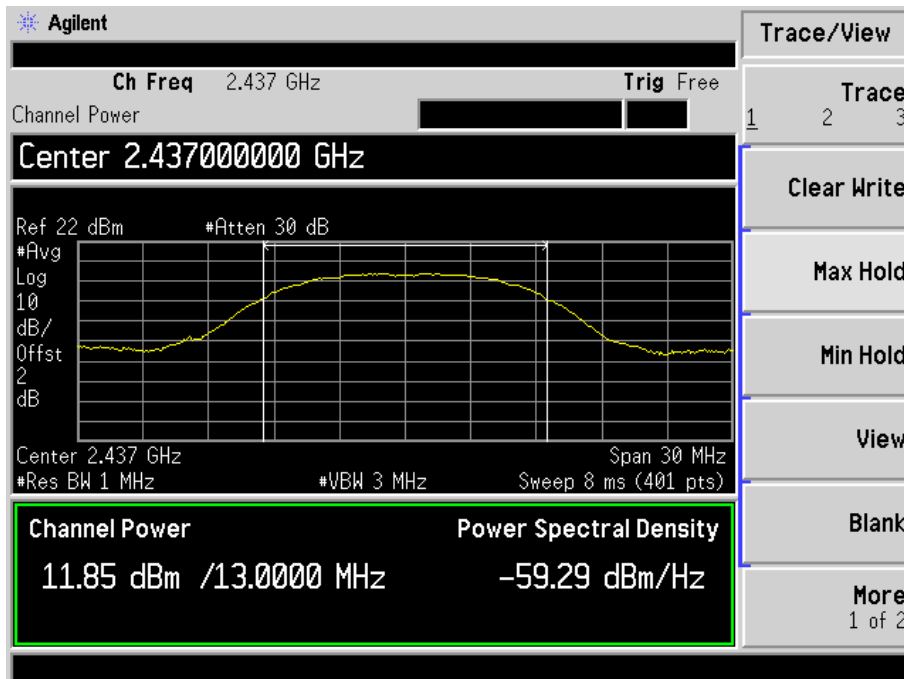 Agilent
Trace/View
Ch Freq 2.437 GHz Trig Free
Channel Power
Center 2.437000000 GHz
Ref 22 dBm #Atten 30 dB
#Avg
Log
10
dB/
Offst
2
dB
Center 2.437 GHz Span 30 MHz
#Res BW 1 MHz #VBW 3 MHz Sweep 8 ms (401 pts)
Channel Power Power Spectral Density
11.85 dBm /13.0000 MHz -59.29 dBm/Hz
Trace
1 2 3
Clear Write
Max Hold
Min Hold
View
Blank
More
1 of 2